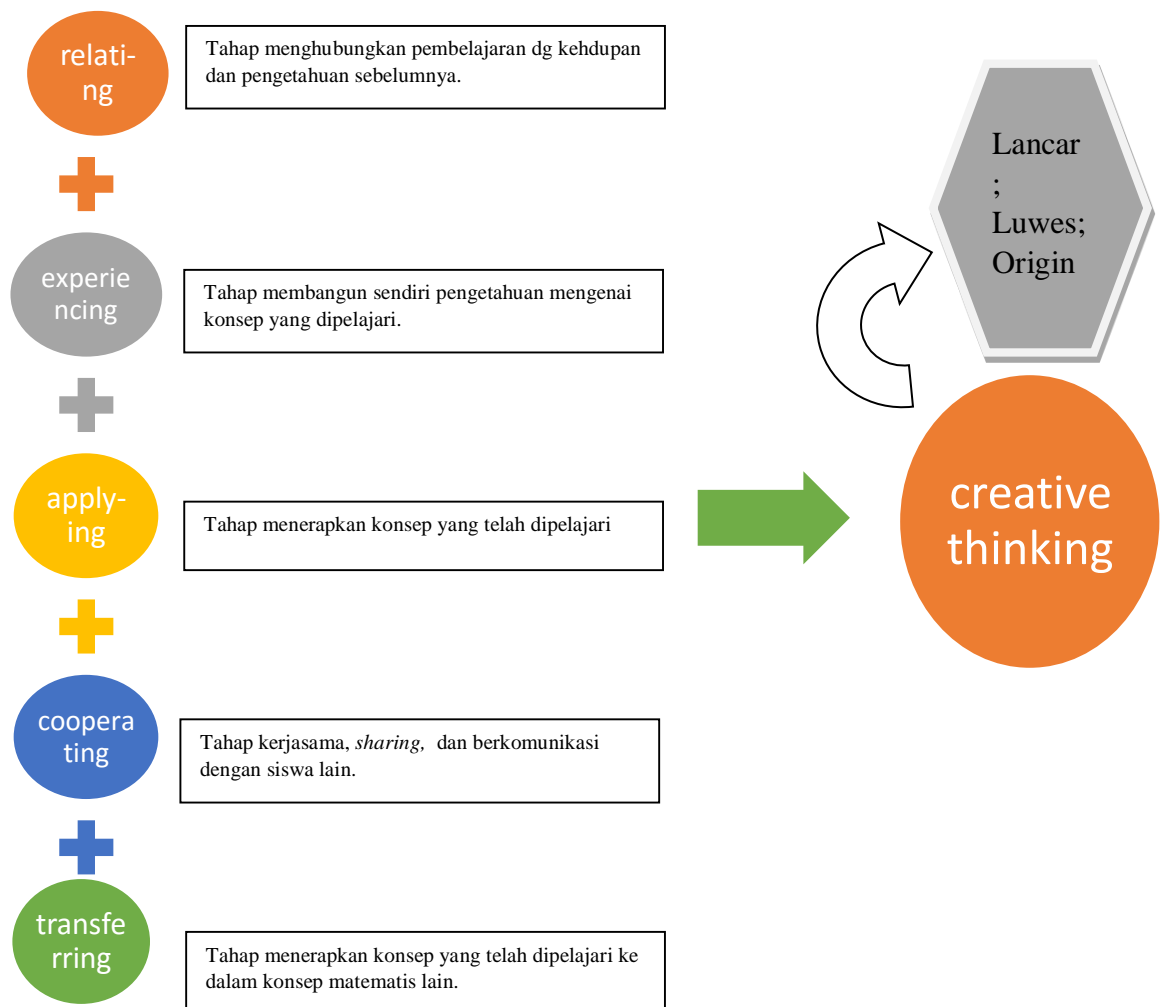 relati-
ng
Tahap menghubungkan pembelajaran dg kehdupan
dan pengetahuan sebelumnya.
experie
ncing
Tahap membangun sendiri pengetahuan mengenai
konsep yang dipelajari.
apply-
ing
Tahap menerapkan konsep yang telah dipelajari
coopera
ting
Tahap kerjasama, sharing, dan berkomunikasi
dengan siswa lain.
transfe
rring
Tahap menerapkan konsep yang telah dipelajari ke
dalam konsep matematis lain.
Lancar
;
Luwes;
Origin
creative
thinking